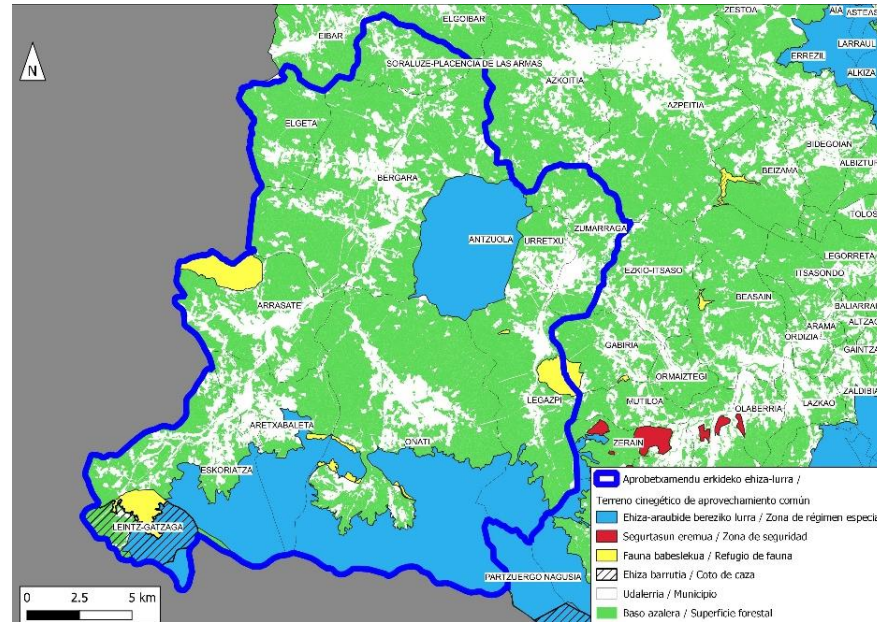 ELGOIBAR
ZESTOA
AIA
ASTEAS
EIBAR
LARRAUL
ERREZIL
SORALUZE-PLACENCIA DE LAS ARMAS
ALKIZA
N
AZKOITIA
AZPEITIA
ELGETA
BIDEGOIAN
ALBIZTUR
BEIZAMA
BERGARA
TOLOS
ANTZUOLA
URRETXU
ZUMARRAGA
LEGORRETA
EZKIO-ITSASO
ITSASONDO
ARRASATE
BEASAIN
BALIARRAI
ARAMA
ALTZAG
ORDIZIA
GABIRIA
GAINTZA
ORMAIZTEGI
ZALDIBIA
LEGAZPI
MUTILOA
LAZKAO
OLABERRIA
ARETXABALETA
OÑATI
ZERAIN
ESKORIATZA
LEINTZ-GATZAGA
PARTZUERGO NAGUSIA
Aprobetxamendu erkideko ehiza-lurra /
Terreno cinegético de aprovechamiento común
Ehiza-araubide bereziko lurra / Zona de régimen especia
Segurtasun eremua / Zona de seguridad
Fauna babeslekua / Refugio de fauna
Ehiza barrutia / Coto de caza
Udalerria / Municipio
Baso azalera / Superficie forestal
0 2.5 5 km